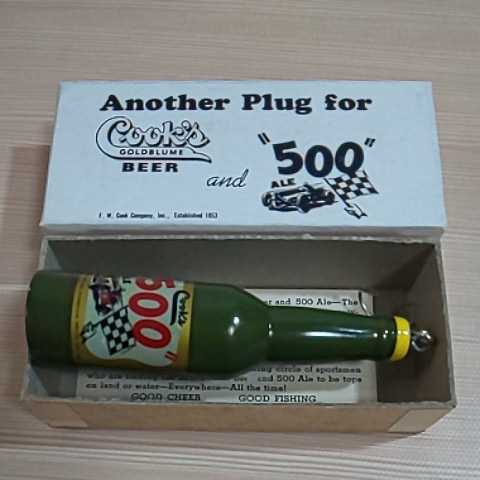 Another Plug for
Cook's
GOLDBLUME
BEER
and
"500"
ALE
F. W. Cook Company, Inc., Established 1853
er and 500 Ale—The
500"
Cook's
ing circle of sportsmen
and 500 Ale to be tops
on land or water—Everywhere—All the time!
GOOD CHEER GOOD FISHING